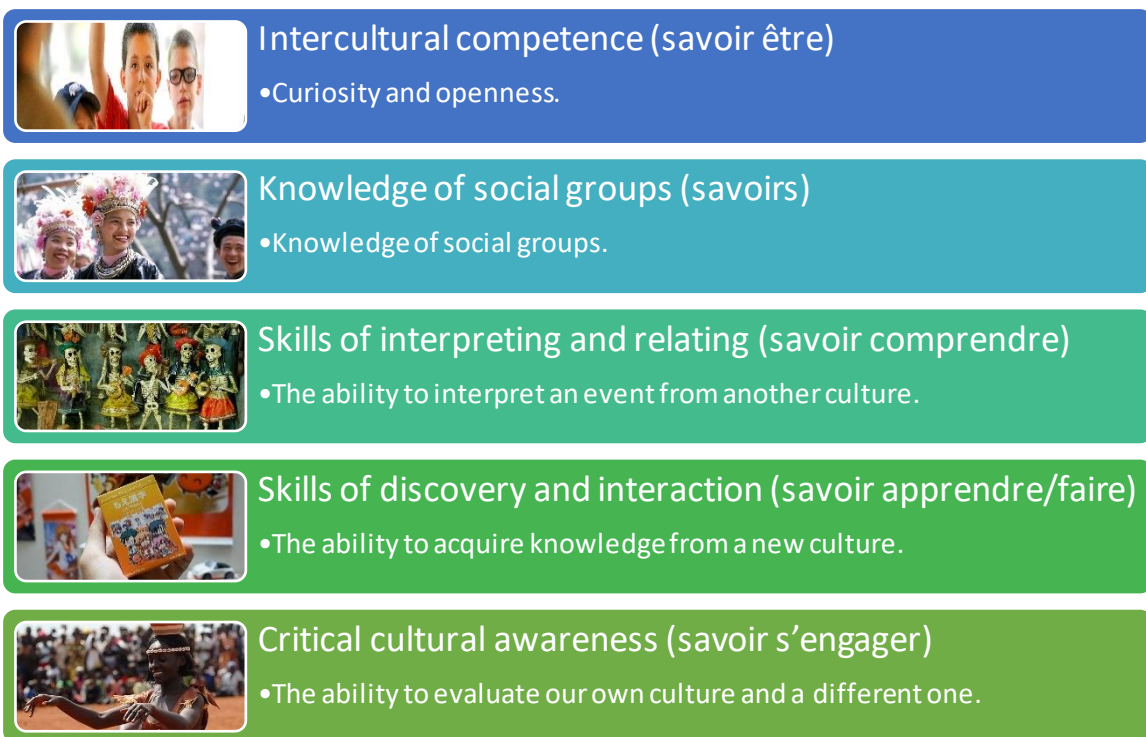 Intercultural competence (savoir être)
•Curiosity and openness.
Knowledge of social groups (savoirs)
•Knowledge of social groups.
Skills of interpreting and relating (savoir comprendre)
•The ability to interpret an event from another culture.
Skills of discovery and interaction (savoir apprendre/faire)
•The ability to acquire knowledge from a new culture.
Critical cultural awareness (savoir s’engager)
•The ability to evaluate our own culture and a different one.